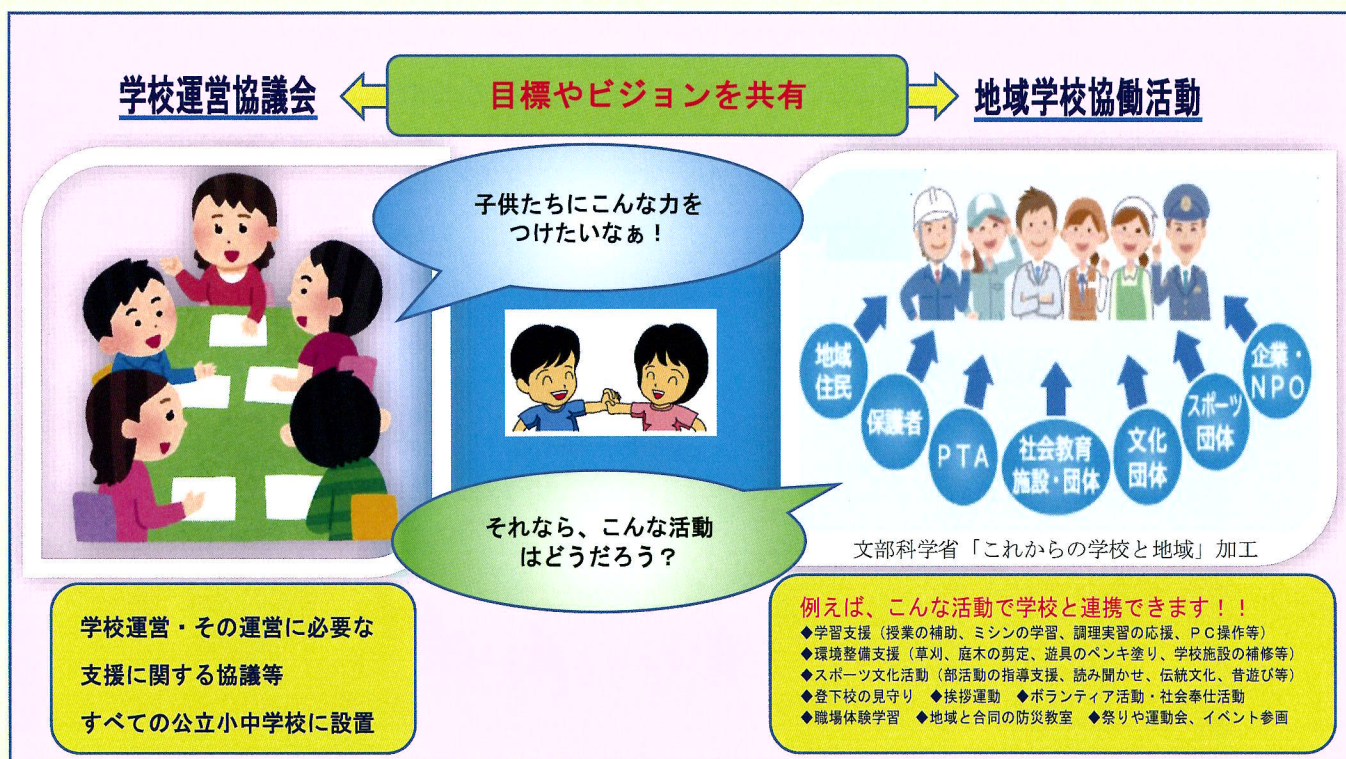 学校運営協議会
目標やビジョンを共有
地域学校協働活動
子供たちにこんな力を
つけたいなぁ！
それなら、こんな活動
はどうだろう？
地域
住民
保護者
PTA
社会教育
施設・団体
文化
団体
スポーツ
団体
企業・
NPO
文部科学省「これからの学校と地域」加工
学校運営・その運営に必要な
支援に関する協議等
すべての公立小中学校に設置
例えば、こんな活動で学校と連携できます！！
◆学習支援（授業の補助、ミシンの学習、調理実習の応援、ＰＣ操作等）
◆環境整備支援（草刈、庭木の剪定、遊具のペンキ塗り、学校施設の補修等）
◆スポーツ文化活動（部活動の指導支援、読み聞かせ、伝統文化、昔遊び等）
◆登下校の見守り　◆挨拶運動　◆ボランティア活動・社会奉仕活動
◆職場体験学習　◆地域と合同の防災教室　◆祭りや運動会、イベント参画